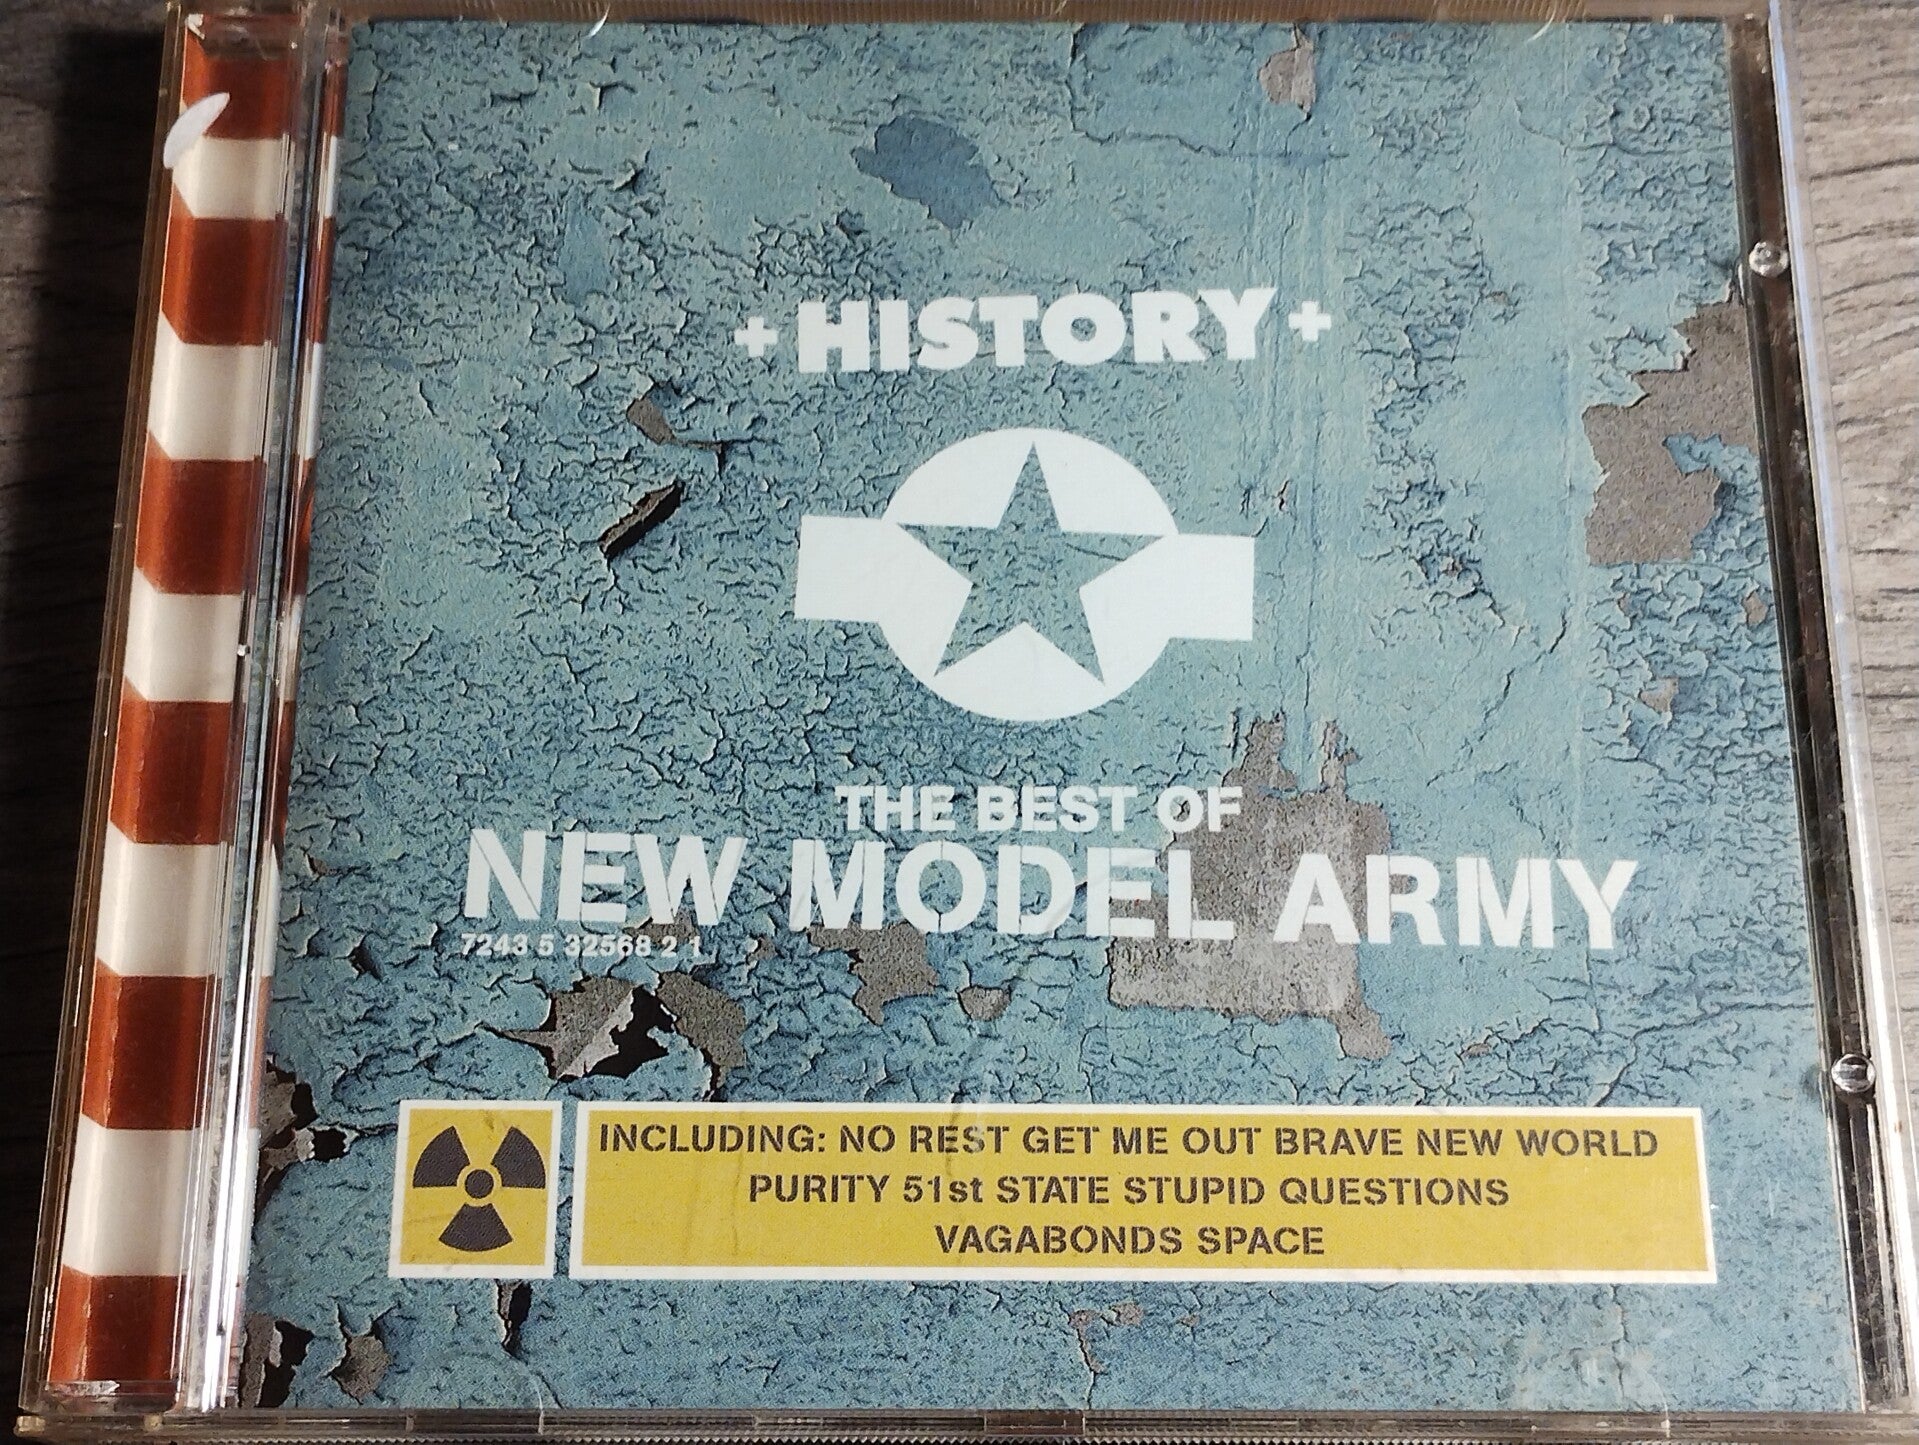 +HISTORY+
THE BEST OF
NEW MODEL ARMY
7243 5 32568 2 1
INCLUDING: NO REST GET ME OUT BRAVE NEW WORLD
PURITY 51st STATE STUPID QUESTIONS
VAGABONDS SPACE